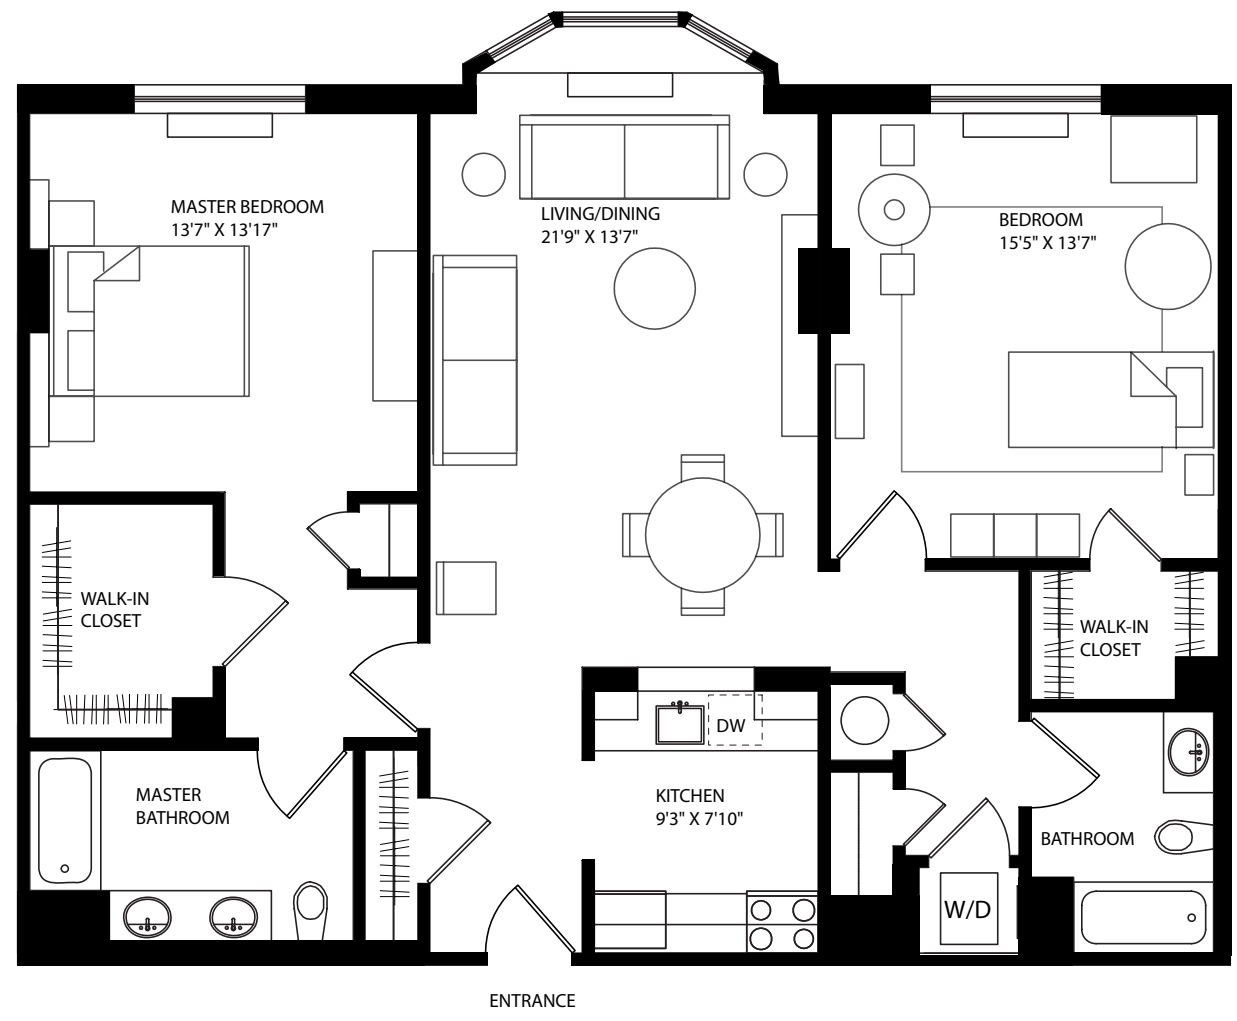 MASTER BEDROOM
13'7" X 13'17"
LIVING/DINING
21'9" X 13'7"
BEDROOM
15'5" X 13'7"
WALK-IN
CLOSET
WALK-IN
CLOSET
DW
MASTER
BATHROOM
KITCHEN
9'3" X 7'10"
BATHROOM
W/D
ENTRANCE